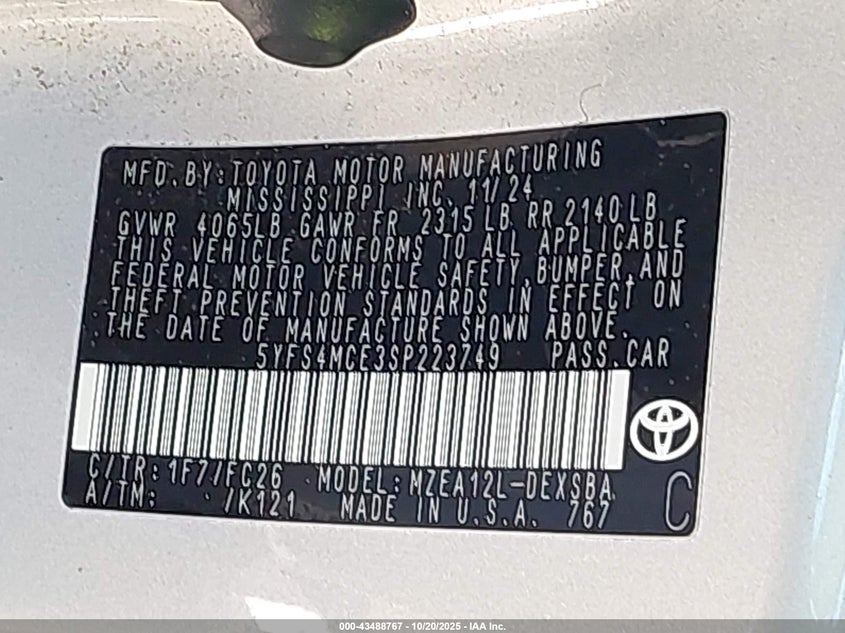 MFD.BY:TOYOTA MOTOR MANUFACTURING
MISSISSIPPI INC. 11/24
GVWR 4065LB GAWR FR 2315LB RR 2140LB
THIS VEHICLE CONFORMS TO ALL APPLICABLE
FEDERAL MOTOR VEHICLE SAFETY,BUMPER,AND
THEFT PREVENTION STANDARDS IN EFFECT ON
THE DATE OF MANUFACTURE SHOWN ABOVE.
5YFS4MCE3SP223749 PASS.CAR
C/TR: 1F7/FC26 MODEL: MZEA12L-DEXSBA
A/TM: /K121 MADE IN U.S.A. 767
C
000-43488767 - 10/20/2025 - IAA Inc.